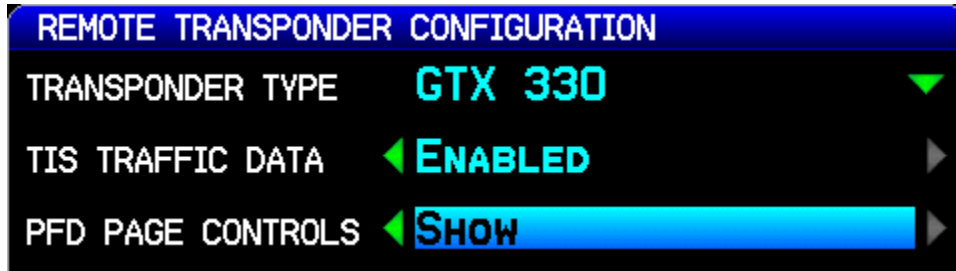 REMOTE TRANSPONDER CONFIGURATION
TRANSPONDER TYPE GTX 330
TIS TRAFFIC DATA ENABLED
PFD PAGE CONTROLS SHOW